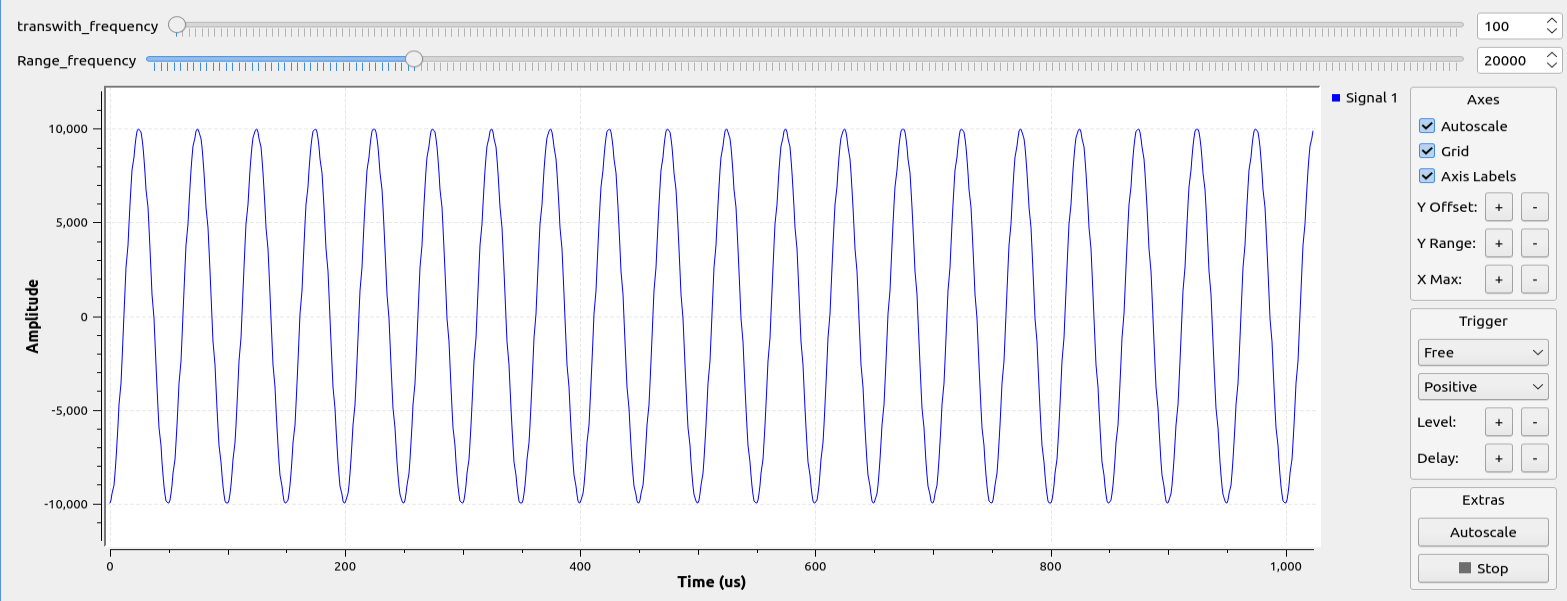 transwith_frequency 100
Range_frequency 20000
Signal 1
Amplitude
10,000
5,000
0
-5,000
-10,000
0 200 400 600 800 1,000
Time (us)
Axes
Autoscale
Grid
Axis Labels
Y Offset: + -
Y Range: + -
X Max: + -
Trigger
Free
Positive
Level: + -
Delay: + -
Extras
Autoscale
Stop